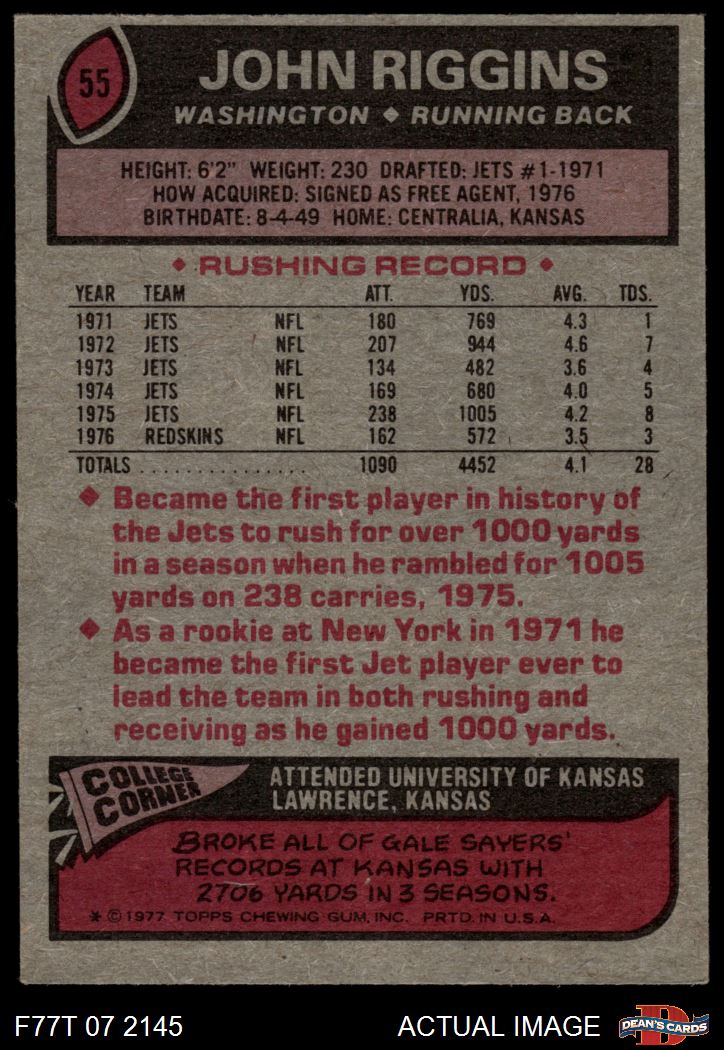 55
JOHN RIGGINS
WASHINGTON ◆ RUNNING BACK
HEIGHT: 6'2" WEIGHT: 230 DRAFTED: JETS #1-1971
HOW ACQUIRED: SIGNED AS FREE AGENT, 1976
BIRTHDATE: 8-4-49 HOME: CENTRALIA, KANSAS
◆ RUSHING RECORD ◆
YEAR TEAM ATT. YDS. AVG. TDS.
1971 JETS NFL 180 769 4.3 1
1972 JETS NFL 207 944 4.6 7
1973 JETS NFL 134 482 3.6 4
1974 JETS NFL 169 680 4.0 5
1975 JETS NFL 238 1005 4.2 8
1976 REDSKINS NFL 162 572 3.5 3
TOTALS . . . . . . . . . . . . . . . 1090 4452 4.1 28
◆ Became the first player in history of
the Jets to rush for over 1000 yards
in a season when he rambled for 1005
yards on 238 carries, 1975.
◆ As a rookie at New York in 1971 he
became the first Jet player ever to
lead the team in both rushing and
receiving as he gained 1000 yards.
COLLEGE
CORNER
ATTENDED UNIVERSITY OF KANSAS
LAWRENCE, KANSAS
BROKE ALL OF GALE SAYERS'
RECORDS AT KANSAS WITH
2706 YARDS IN 3 SEASONS.
* © 1977 TOPPS CHEWING GUM, INC. PRTD. IN U.S.A.
F77T 07 2145
ACTUAL IMAGE
D
DEAN'S CARDS